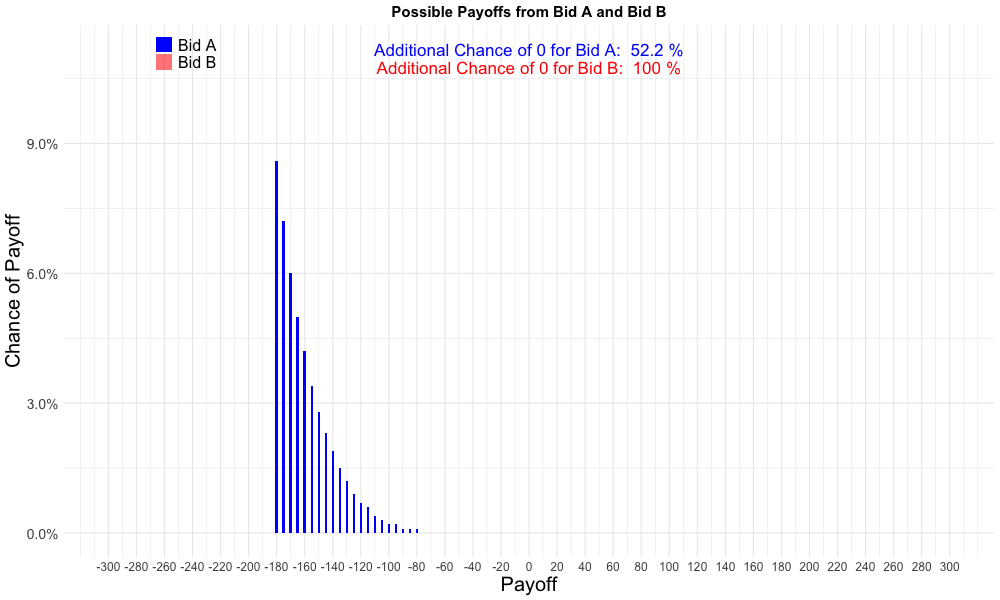 Possible Payoffs from Bid A and Bid B
Bid A
Bid B
Additional Chance of 0 for Bid A: 52.2 %
Additional Chance of 0 for Bid B: 100 %
Chance of Payoff
9.0%
6.0%
3.0%
0.0%
-300 -280 -260 -240 -220 -200 -180 -160 -140 -120 -100 -80 -60 -40 -20 0 20 40 60 80 100 120 140 160 180 200 220 240 260 280 300
Payoff